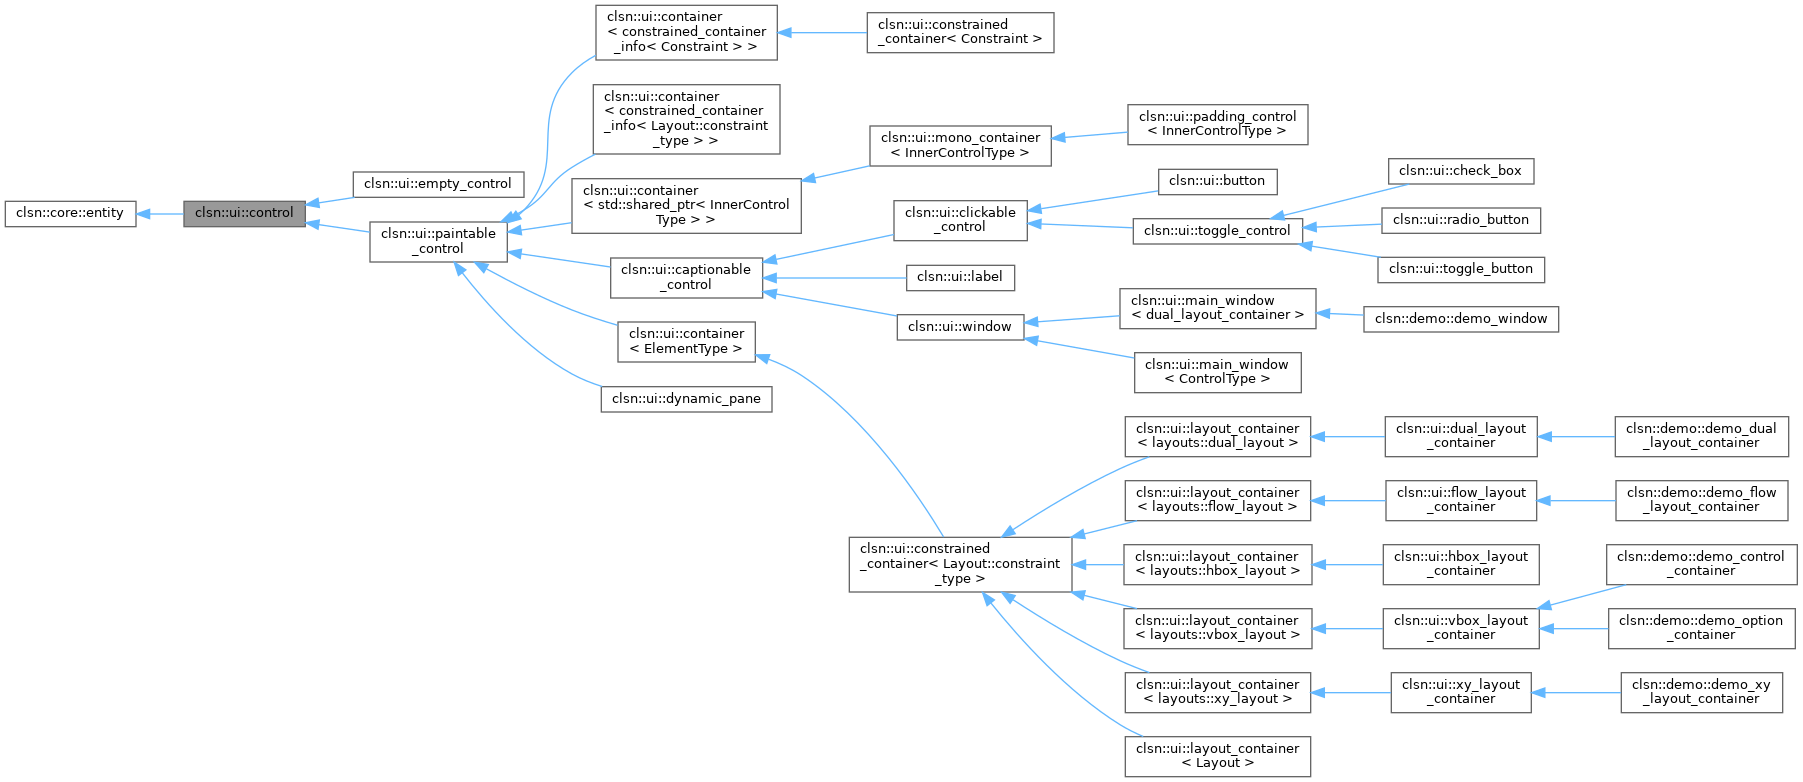 clsn::core::entity
clsn::ui::control
clsn::ui::empty_control
clsn::ui::paintable
_control
clsn::ui::container
< constrained_container
_info< Constraint > >
clsn::ui::container
< constrained_container
_info< Layout::constraint
_type > >
clsn::ui::container
< std::shared_ptr< InnerControl
Type > >
clsn::ui::captionable
_control
clsn::ui::container
< ElementType >
clsn::ui::dynamic_pane
clsn::ui::constrained
_container< Constraint >
clsn::ui::mono_container
< InnerControlType >
clsn::ui::padding_control
< InnerControlType >
clsn::ui::clickable
_control
clsn::ui::label
clsn::ui::window
clsn::ui::button
clsn::ui::toggle_control
clsn::ui::check_box
clsn::ui::radio_button
clsn::ui::toggle_button
clsn::ui::main_window
< dual_layout_container >
clsn::demo::demo_window
clsn::ui::main_window
< ControlType >
clsn::ui::constrained
_container< Layout::constraint
_type >
clsn::ui::layout_container
< layouts::dual_layout >
clsn::ui::dual_layout
_container
clsn::demo::demo_dual
_layout_container
clsn::ui::layout_container
< layouts::flow_layout >
clsn::ui::flow_layout
_container
clsn::demo::demo_flow
_layout_container
clsn::ui::layout_container
< layouts::hbox_layout >
clsn::ui::hbox_layout
_container
clsn::demo::demo_control
_container
clsn::ui::layout_container
< layouts::vbox_layout >
clsn::ui::vbox_layout
_container
clsn::demo::demo_option
_container
clsn::ui::layout_container
< layouts::xy_layout >
clsn::ui::xy_layout
_container
clsn::demo::demo_xy
_layout_container
clsn::ui::layout_container
< Layout >